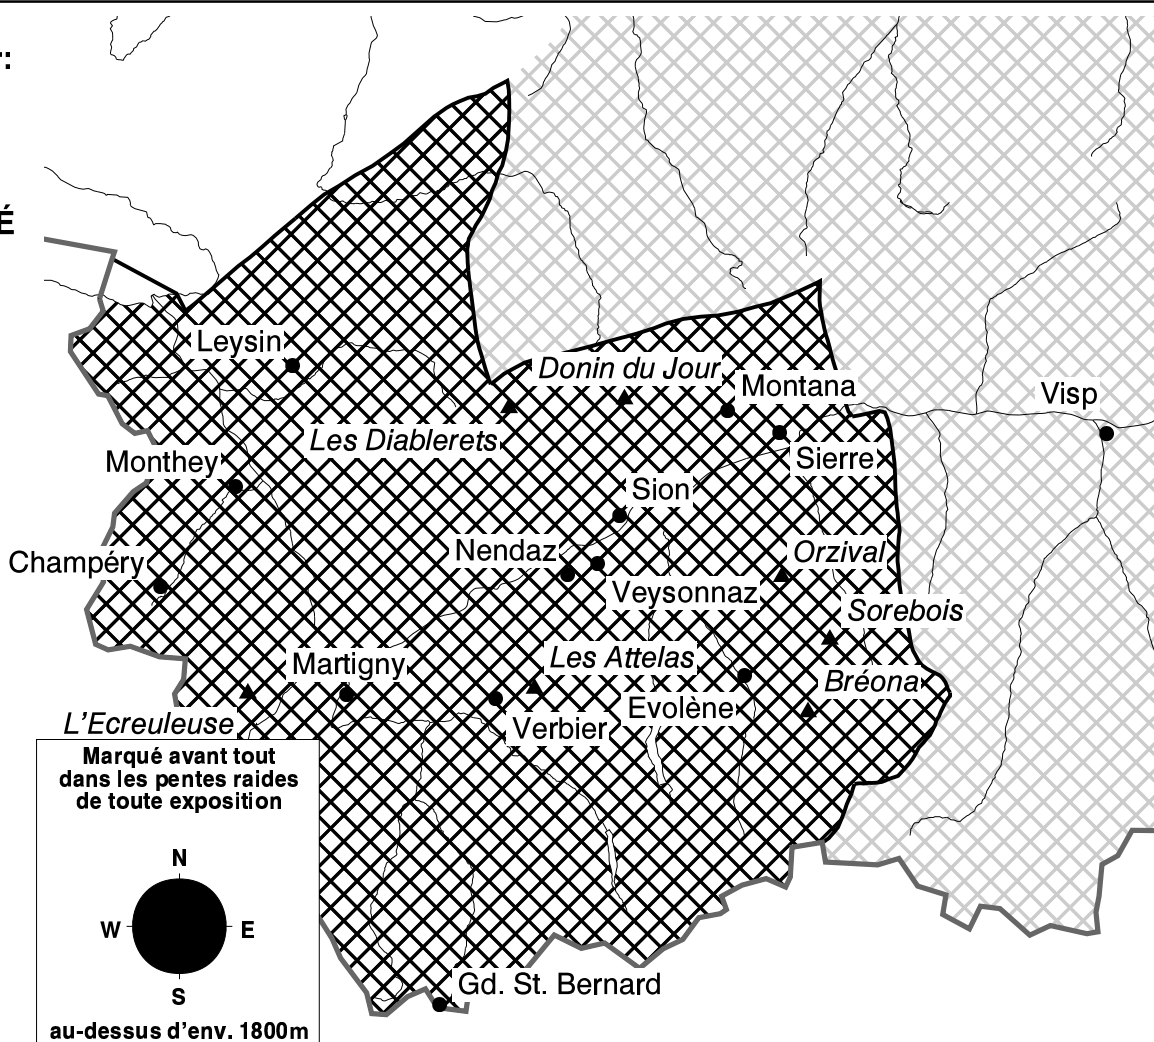 :
É
Leysin
Donin du Jour
Montana
Visp
Les Diablerets
Monthey
Sierre
Sion
Champéry
Nendaz
Orzival
Veysonnaz
Sorebois
Martigny
Les Attelas
Bréona
L'Ecreuleuse
Verbier
Evolène
Marqué avant tout
dans les pentes raides
de toute exposition
N
W E
S
au-dessus d'env. 1800m
Gd. St. Bernard